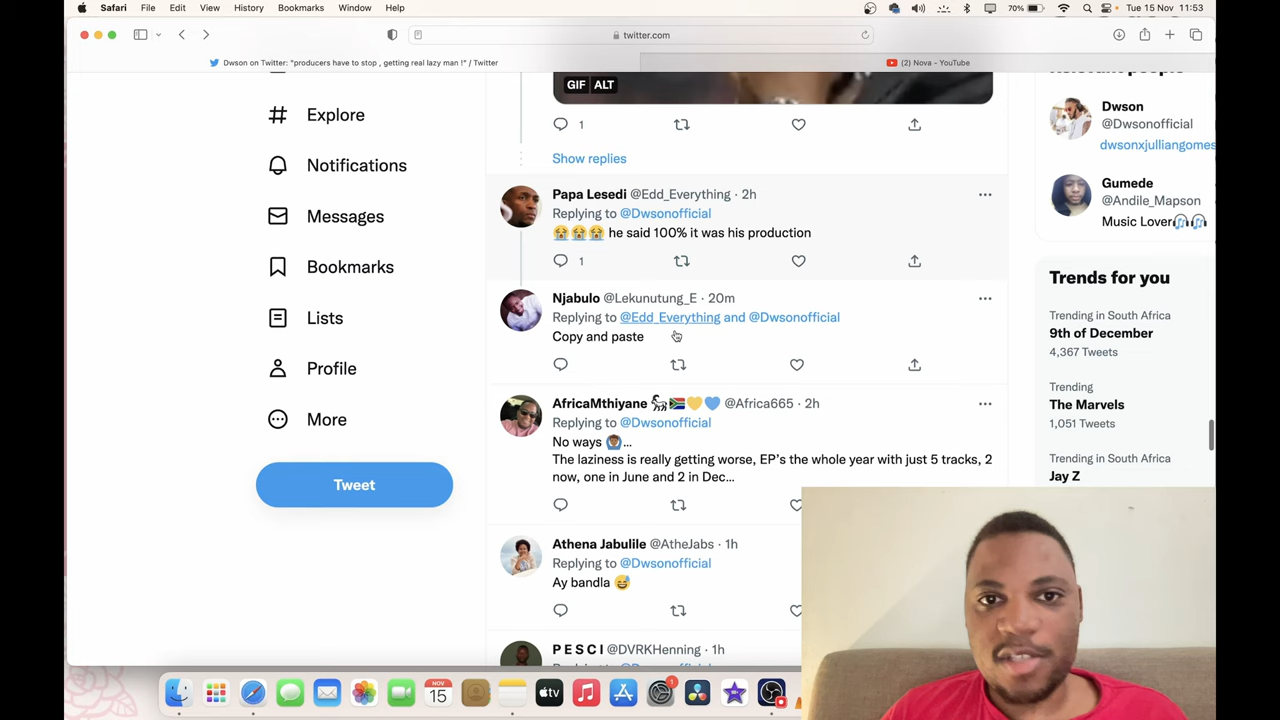 Safari File Edit View History Bookmarks Window Help 70% Tue 15 Nov 11:53
twitter.com
Dwson on Twitter: "producers have to stop , getting real lazy man !" / Twitter
(2) Nova - YouTube
Explore
Notifications
Messages
Bookmarks
Lists
Profile
More
Tweet
GIF ALT
1
Show replies
Papa Lesedi @Edd_Everything · 2h
Replying to @Dwsonofficial
😭😭😭 he said 100% it was his production
1
Njabulo @Lekunutung_E · 20m
Replying to @Edd_Everything and @Dwsonofficial
Copy and paste
AfricaMthiyane 🇿🇦💛💙 @Africa665 · 2h
Replying to @Dwsonofficial
No ways 🙆🏾‍♂️...
The laziness is really getting worse, EP's the whole year with just 5 tracks, 2
now, one in June and 2 in Dec...
Athena Jabulile @AtheJabs · 1h
Replying to @Dwsonofficial
Ay bandla 😅
P E S C I @DVRKHenning · 1h
people
Dwson
@Dwsonofficial
dwsonxjulliangomes
Gumede
@Andile_Mapson
Music Lover🎧🎧
Trends for you
Trending in South Africa
9th of December
4,367 Tweets
Trending
The Marvels
1,051 Tweets
Trending in South Africa
Jay Z
NOV
15
tv
1